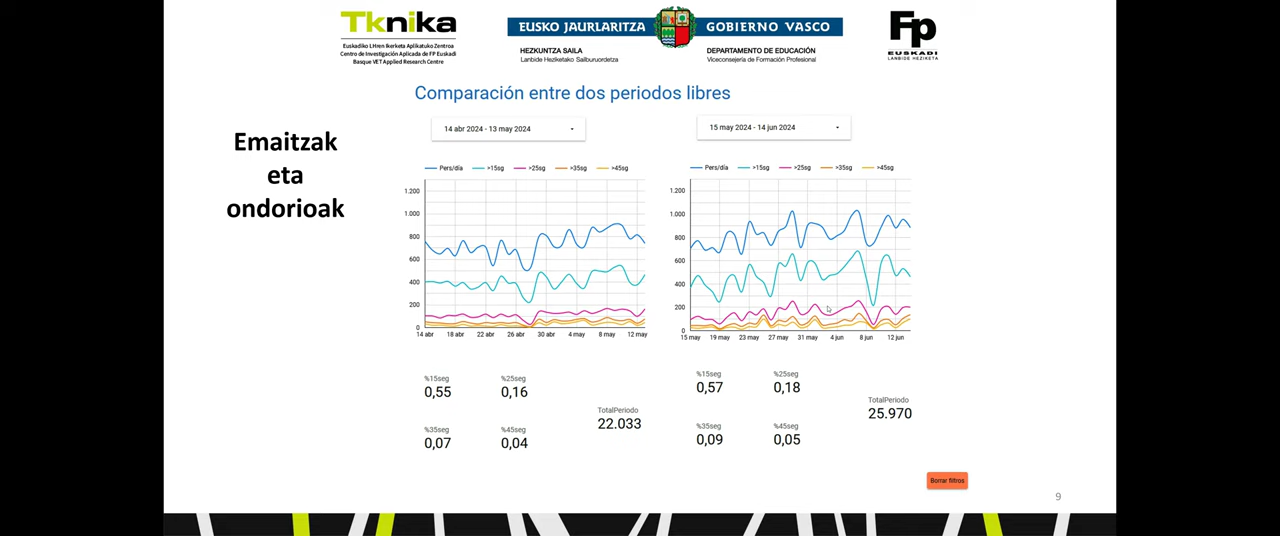 Tknika
Euskadiko LHren Ikerketa Aplikatuko Zentroa
Centro de Investigación Aplicada de FP Euskadi
Basque VET Applied Research Centre
EUSKO JAURLARITZA
GOBIERNO VASCO
HEZKUNTZA SAILA
Lanbide Heziketako Sailburuordetza
DEPARTAMENTO DE EDUCACIÓN
Viceconsejería de Formación Profesional
Fp
EUSKADI
LANBIDE HEZIKETA
Emaitzak
eta
ondorioak
Comparación entre dos periodos libres
14 abr 2024 - 13 may 2024
Pers/día >15sg >25sg >35sg >45sg
1.200
1.000
800
600
400
200
0
14 abr 18 abr 22 abr 26 abr 30 abr 4 may 8 may 12 may
%15seg
0,55
%25seg
0,16
%35seg
0,07
%45seg
0,04
TotalPeriodo
22.033
15 may 2024 - 14 jun 2024
Pers/día >15sg >25sg >35sg >45sg
1.200
1.000
800
600
400
200
0
15 may 19 may 23 may 27 may 31 may 4 jun 8 jun 12 jun
%15seg
0,57
%25seg
0,18
%35seg
0,09
%45seg
0,05
TotalPeriodo
25.970
Borrar filtros
9